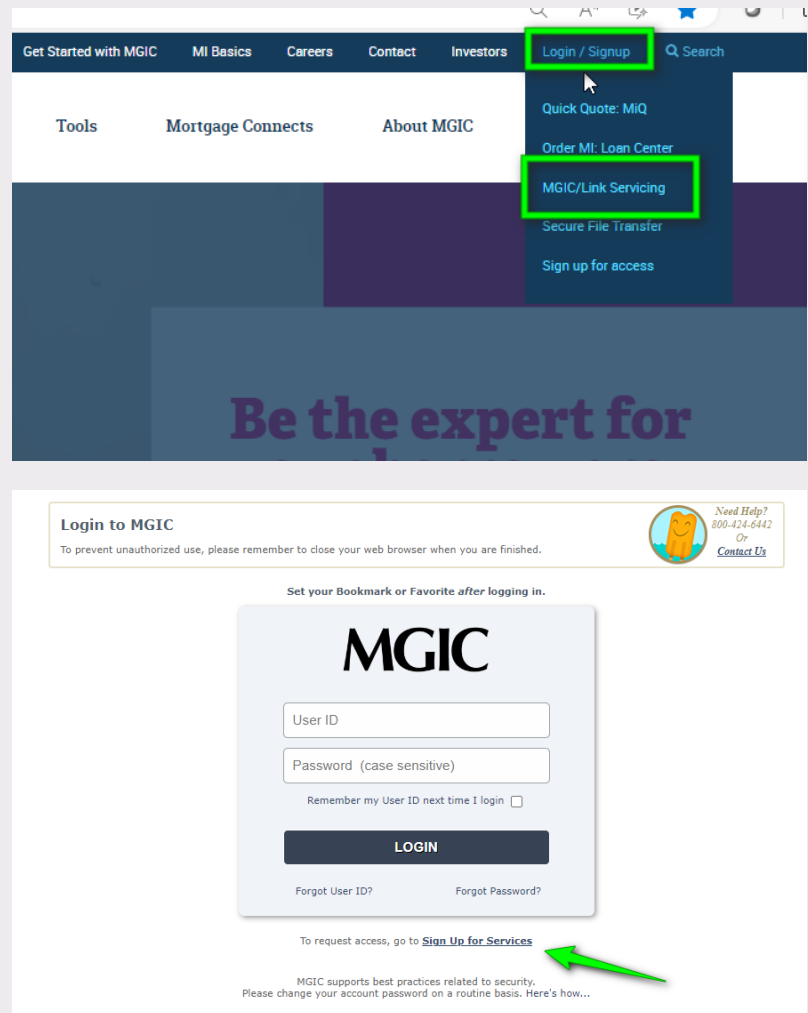 Get Started with MGIC MI Basics Careers Contact Investors Login / Signup Search
Tools Mortgage Connects About MGIC
Quick Quote: MiQ
Order MI: Loan Center
MGIC/Link Servicing
Secure File Transfer
Sign up for access
Be the expert for
Login to MGIC
To prevent unauthorized use, please remember to close your web browser when you are finished.
Need Help?
800-424-6442
Or
Contact Us
Set your Bookmark or Favorite after logging in.
MGIC
User ID
Password (case sensitive)
Remember my User ID next time I login
LOGIN
Forgot User ID? Forgot Password?
To request access, go to Sign Up for Services
MGIC supports best practices related to security.
Please change your account password on a routine basis. Here's how...